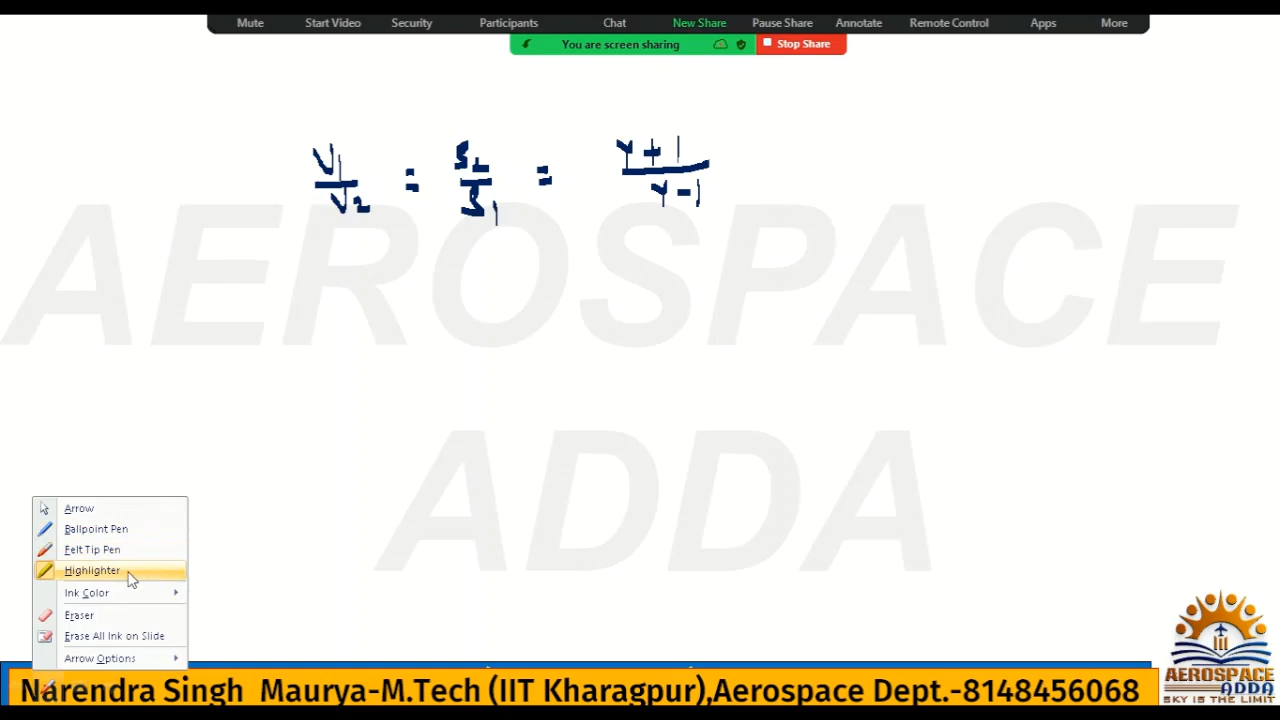 Mute Start Video Security Participants Chat New Share Pause Share Annotate Remote Control Apps More
You are screen sharing Stop Share
V1/V2 = ρ2/ρ1 = γ+1/γ-1
AEROSPACE
ADDA
Arrow
Ballpoint Pen
Felt Tip Pen
Highlighter
Ink Color
Eraser
Erase All Ink on Slide
Arrow Options
AEROSPACE
ADDA
SKY IS THE LIMIT
Narendra Singh Maurya-M.Tech (IIT Kharagpur),Aerospace Dept.-8148456068